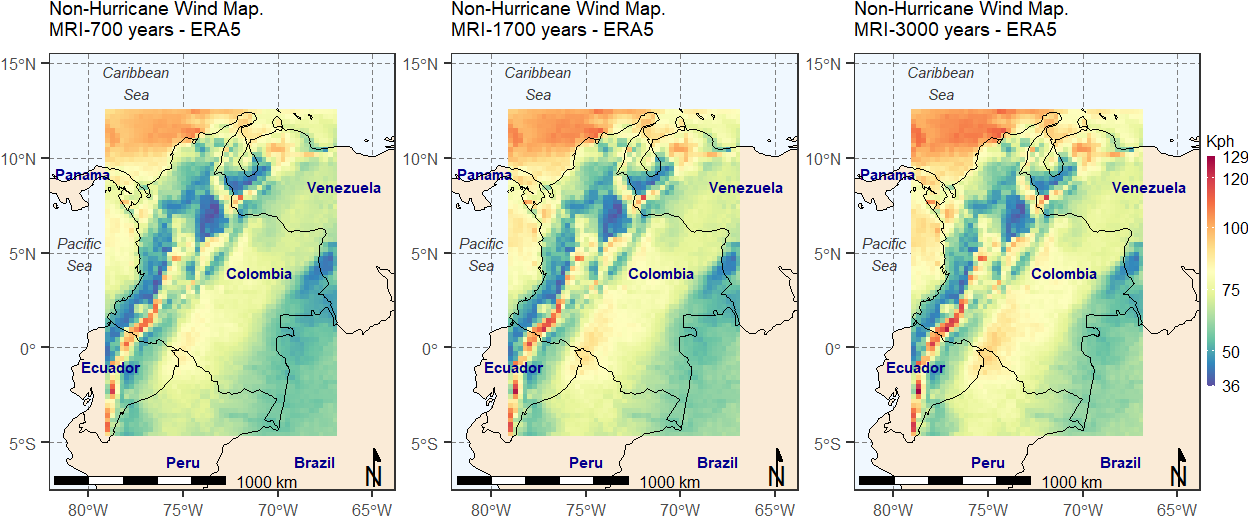 Non-Hurricane Wind Map.
MRI-700 years - ERA5
15°N
10°N
5°N
0°
5°S
Caribbean
Sea
Panama
Venezuela
Pacific
Sea
Colombia
Ecuador
Peru
Brazil
1000 km
N
80°W
75°W
70°W
65°W
Non-Hurricane Wind Map.
MRI-1700 years - ERA5
15°N
10°N
5°N
0°
5°S
Caribbean
Sea
Panama
Venezuela
Pacific
Sea
Colombia
Ecuador
Peru
Brazil
1000 km
N
80°W
75°W
70°W
65°W
Non-Hurricane Wind Map.
MRI-3000 years - ERA5
15°N
10°N
5°N
0°
5°S
Caribbean
Sea
Panama
Venezuela
Pacific
Sea
Colombia
Ecuador
Peru
Brazil
1000 km
N
80°W
75°W
70°W
65°W
Kph
129
120
100
75
50
36